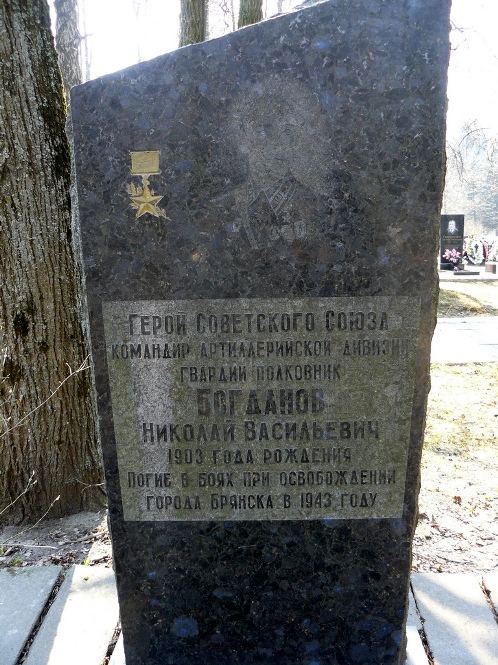 Герой Советского Союза
командир артиллерийской дивизии
гвардии полковник
БОГДАНОВ
Николай Васильевич
1903 года рождения
Погиб в боях при освобождении
города Брянска в 1943 году